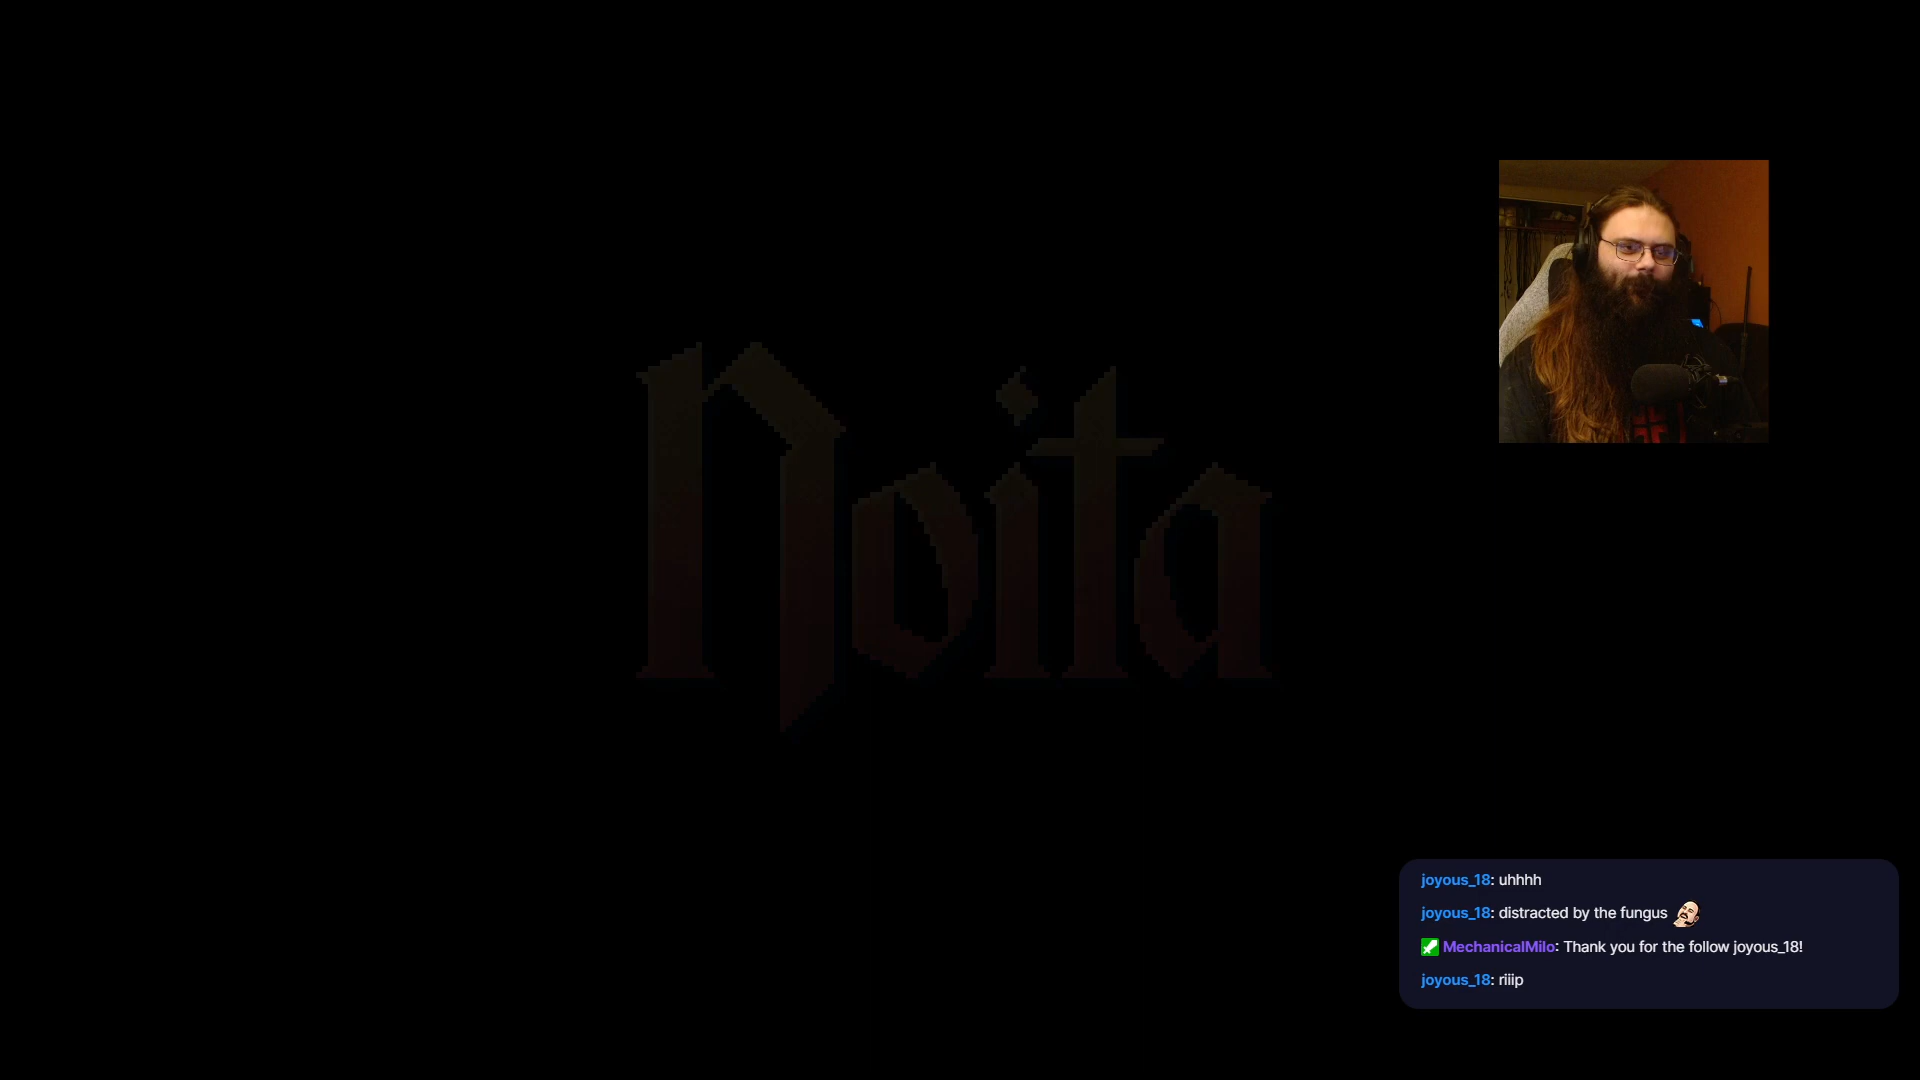 Noita
joyous_18: uhhhh
joyous_18: distracted by the fungus
MechanicalMilo: Thank you for the follow joyous_18!
joyous_18: riiip